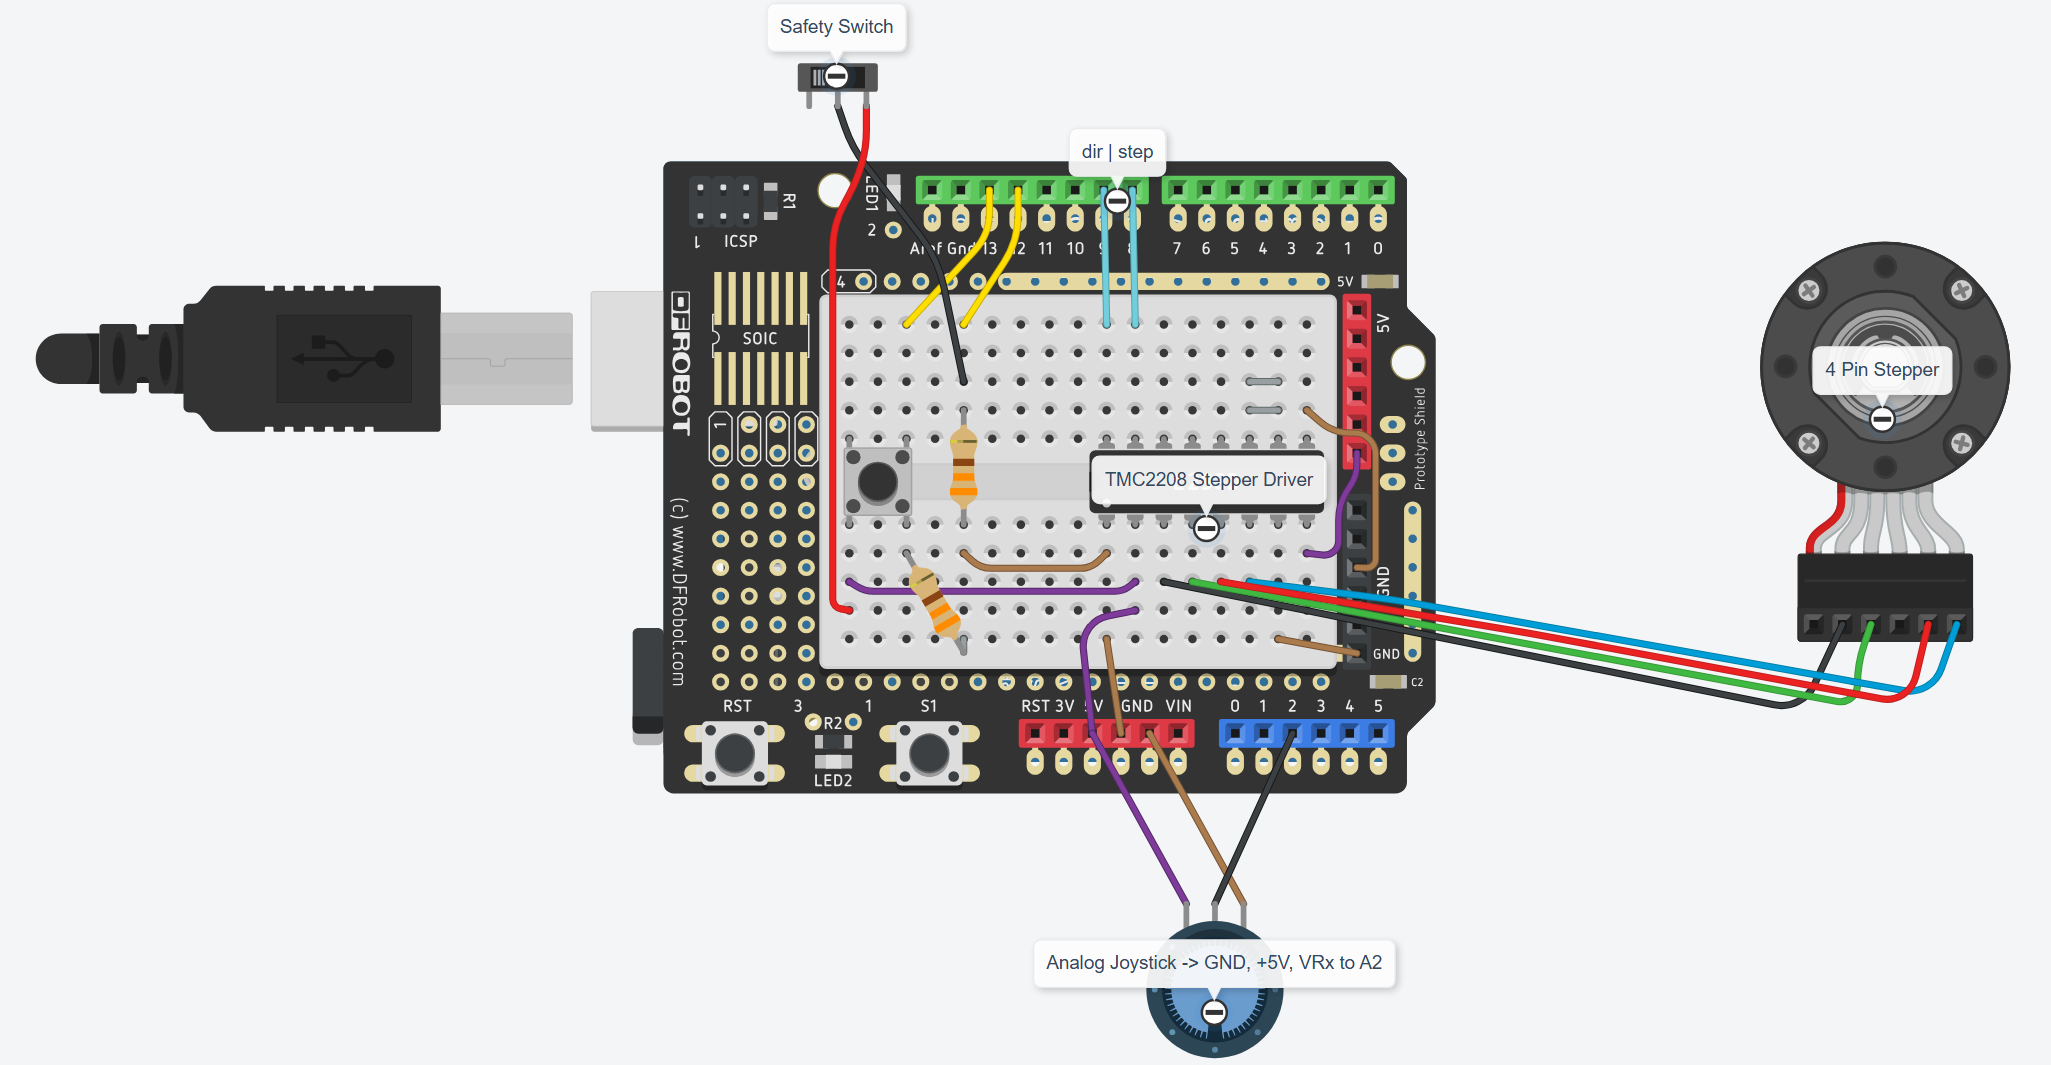 Safety Switch
dir | step
LED1
R1
2
ICSP
1
Aref Gnd 13 12 11 10 9 8
7 6 5 4 3 2 1 0
4
5V
SOIC
DFROBOT
5V
1
Prototype Shield
4 Pin Stepper
TMC2208 Stepper Driver
(c) www.DFRobot.com
GND
GND
C2
RST 3 1 S1
R2
LED2
RST 3V 5V GND VIN
0 1 2 3 4 5
Analog Joystick -> GND, +5V, VRx to A2